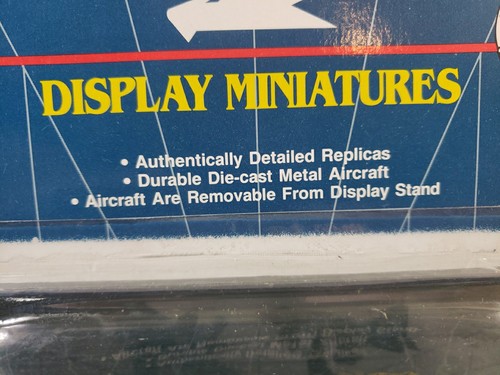 DISPLAY MINIATURES
• Authentically Detailed Replicas
• Durable Die-cast Metal Aircraft
• Aircraft Are Removable From Display Stand